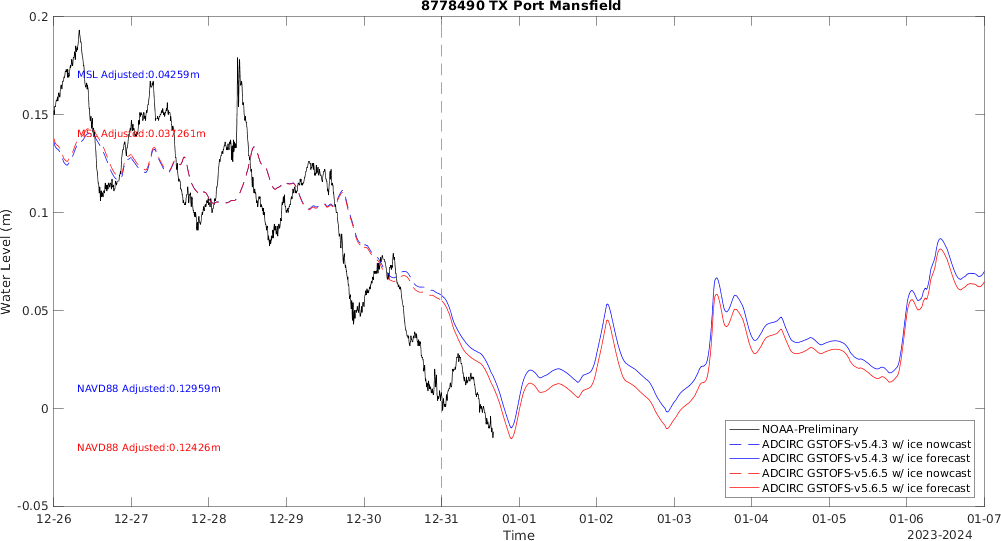 8778490 TX Port Mansfield
0.2
MSL Adjusted:0.04259m
0.15
MSL Adjusted:0.037261m
0.1
Water Level (m)
0.05
NAVD88 Adjusted:0.12959m
0
NAVD88 Adjusted:0.12426m
NOAA-Preliminary
ADCIRC GSTOFS-v5.4.3 w/ ice nowcast
ADCIRC GSTOFS-v5.4.3 w/ ice forecast
ADCIRC GSTOFS-v5.6.5 w/ ice nowcast
ADCIRC GSTOFS-v5.6.5 w/ ice forecast
-0.05
12-26 12-27 12-28 12-29 12-30 12-31 01-01 01-02 01-03 01-04 01-05 01-06 01-07
Time
2023-2024